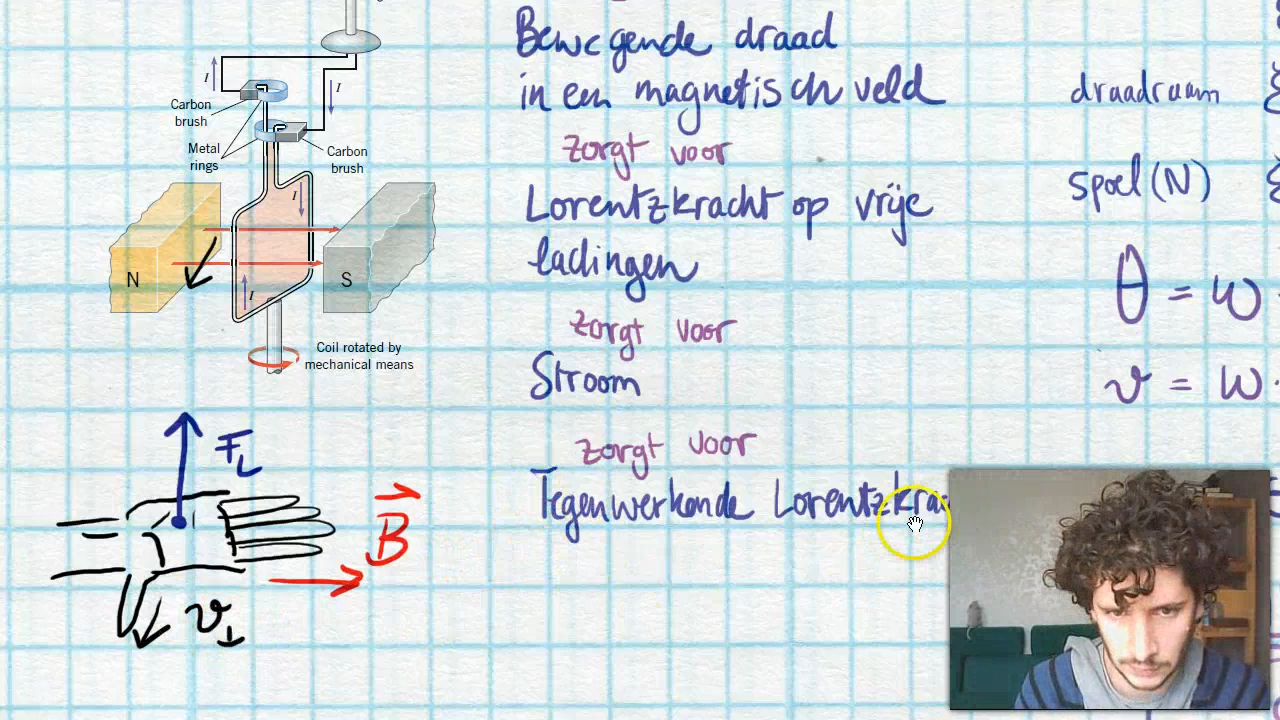 I
I
Carbon
brush
Metal
rings
Carbon
brush
I
N
S
I
Coil rotated by
mechanical means
F_L
B
v⊥
Bewegende draad
in een magnetisch veld
zorgt voor
Lorentzkracht op vrije
ladingen
zorgt voor
Stroom
zorgt voor
Tegenwerkende Lorentzkra
draadraam {
spoel (N) {
θ = ω ·
v = ω ·